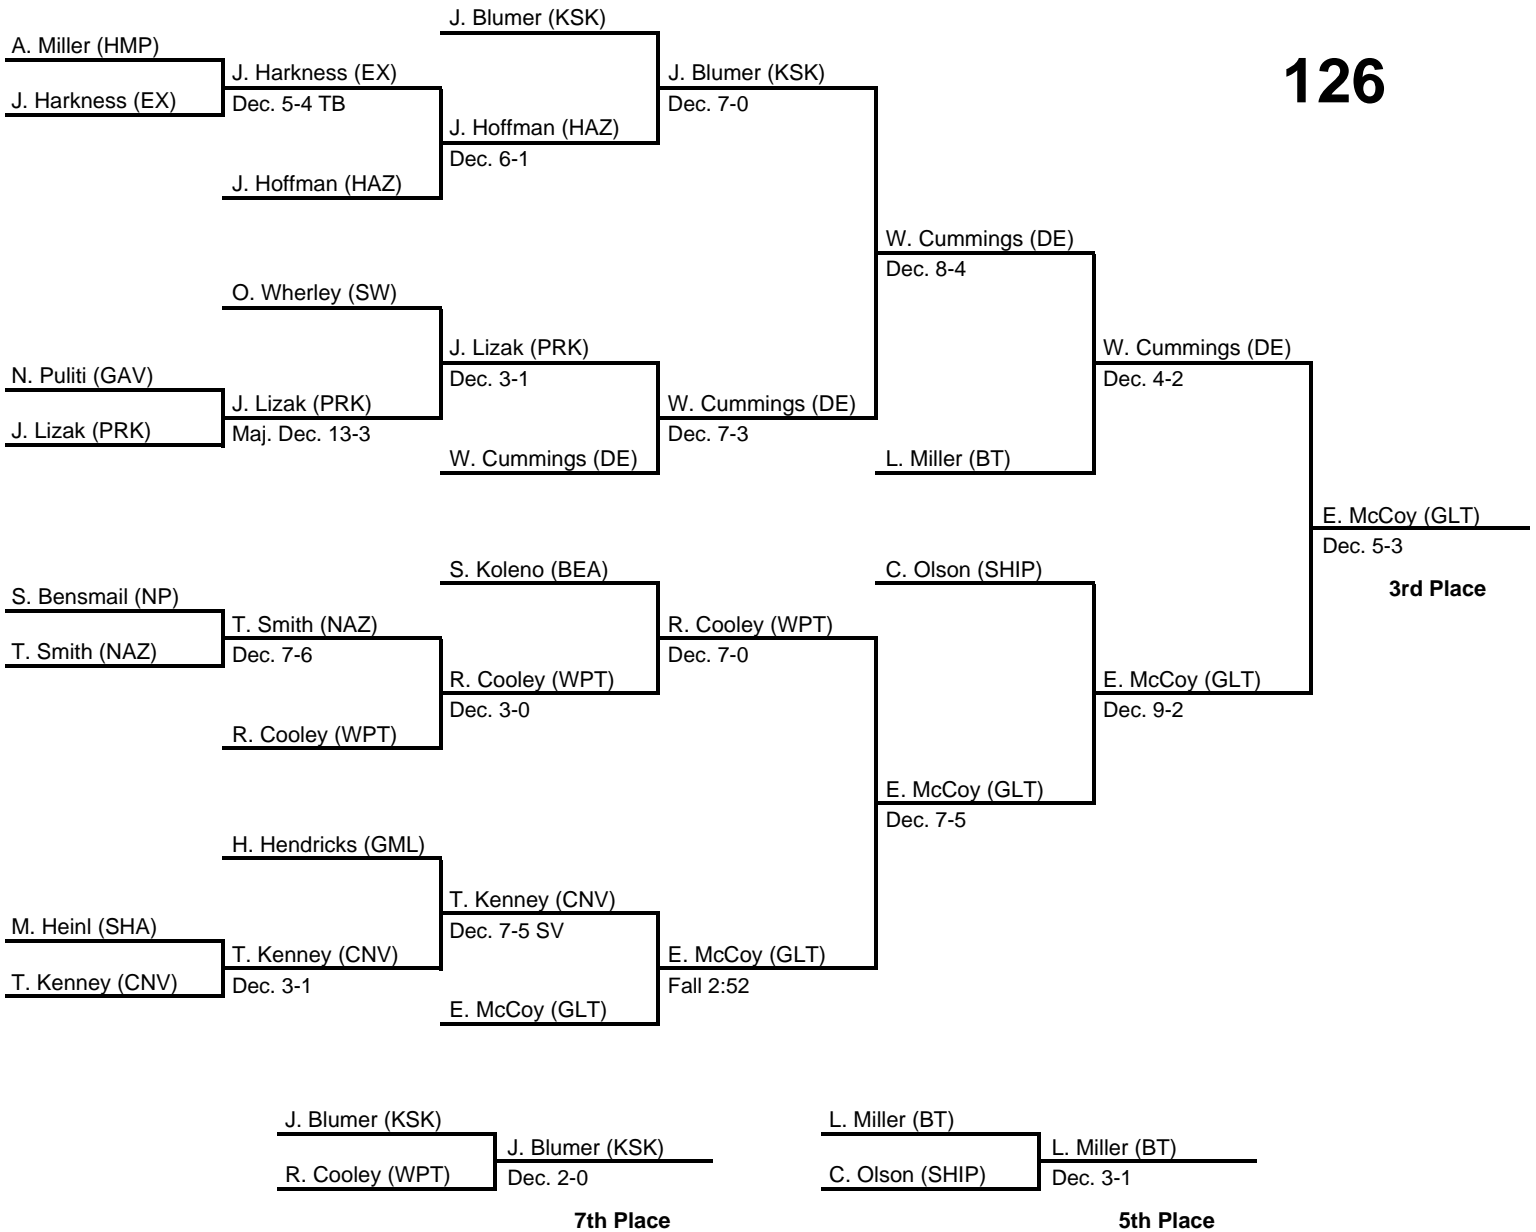 J. Blumer (KSK)
A. Miller (HMP)
126
J. Harkness (EX)
J. Blumer (KSK)
J. Harkness (EX)
Dec. 5-4 TB
Dec. 7-0
J. Hoffman (HAZ)
Dec. 6-1
J. Hoffman (HAZ)
W. Cummings (DE)
Dec. 8-4
O. Wherley (SW)
J. Lizak (PRK)
W. Cummings (DE)
N. Puliti (GAV)
Dec. 3-1
Dec. 4-2
J. Lizak (PRK)
W. Cummings (DE)
J. Lizak (PRK)
Maj. Dec. 13-3
Dec. 7-3
W. Cummings (DE)
L. Miller (BT)
E. McCoy (GLT)
Dec. 5-3
3rd Place
S. Koleno (BEA)
C. Olson (SHIP)
S. Bensmail (NP)
T. Smith (NAZ)
R. Cooley (WPT)
T. Smith (NAZ)
Dec. 7-6
Dec. 7-0
R. Cooley (WPT)
E. McCoy (GLT)
Dec. 3-0
Dec. 9-2
R. Cooley (WPT)
E. McCoy (GLT)
Dec. 7-5
H. Hendricks (GML)
T. Kenney (CNV)
M. Heinl (SHA)
Dec. 7-5 SV
T. Kenney (CNV)
E. McCoy (GLT)
T. Kenney (CNV)
Dec. 3-1
Fall 2:52
E. McCoy (GLT)
J. Blumer (KSK)
L. Miller (BT)
J. Blumer (KSK)
L. Miller (BT)
R. Cooley (WPT)
Dec. 2-0
C. Olson (SHIP)
Dec. 3-1
7th Place
5th Place